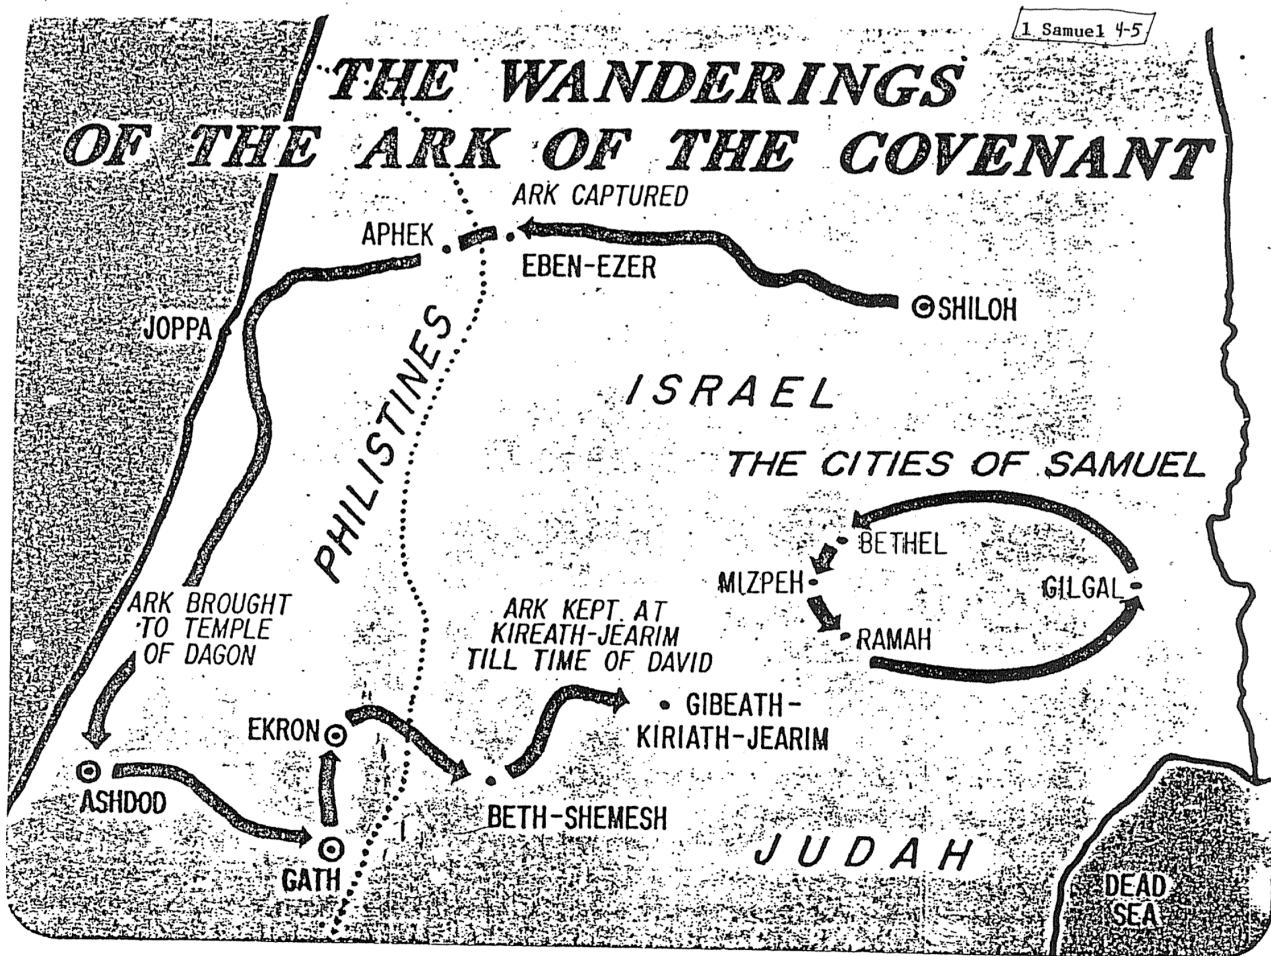 1 Samuel 4-5
THE WANDERINGS
OF THE ARK OF THE COVENANT
ARK CAPTURED
APHEK
EBEN-EZER
SHILOH
JOPPA
PHILISTINES
ISRAEL
THE CITIES OF SAMUEL
BETHEL
MIZPEH
GILGAL
RAMAH
ARK BROUGHT
TO TEMPLE
OF DAGON
ARK KEPT AT
KIREATH-JEARIM
TILL TIME OF DAVID
GIBEATH-
KIRIATH-JEARIM
EKRON
ASHDOD
BETH-SHEMESH
GATH
JUDAH
DEAD
SEA